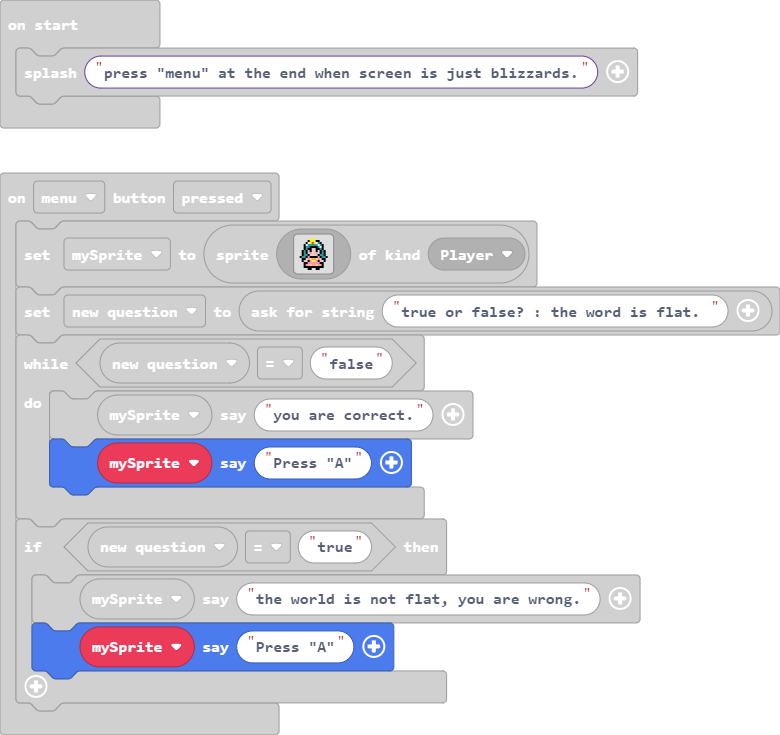 on start
splash "press "menu" at the end when screen is just blizzards."
on menu button pressed
set mySprite to sprite of kind Player
set new question to ask for string "true or false? : the word is flat. "
while new question = "false"
do mySprite say "you are correct."
mySprite say "Press "A""
if new question = "true" then
mySprite say "the world is not flat, you are wrong."
mySprite say "Press "A""